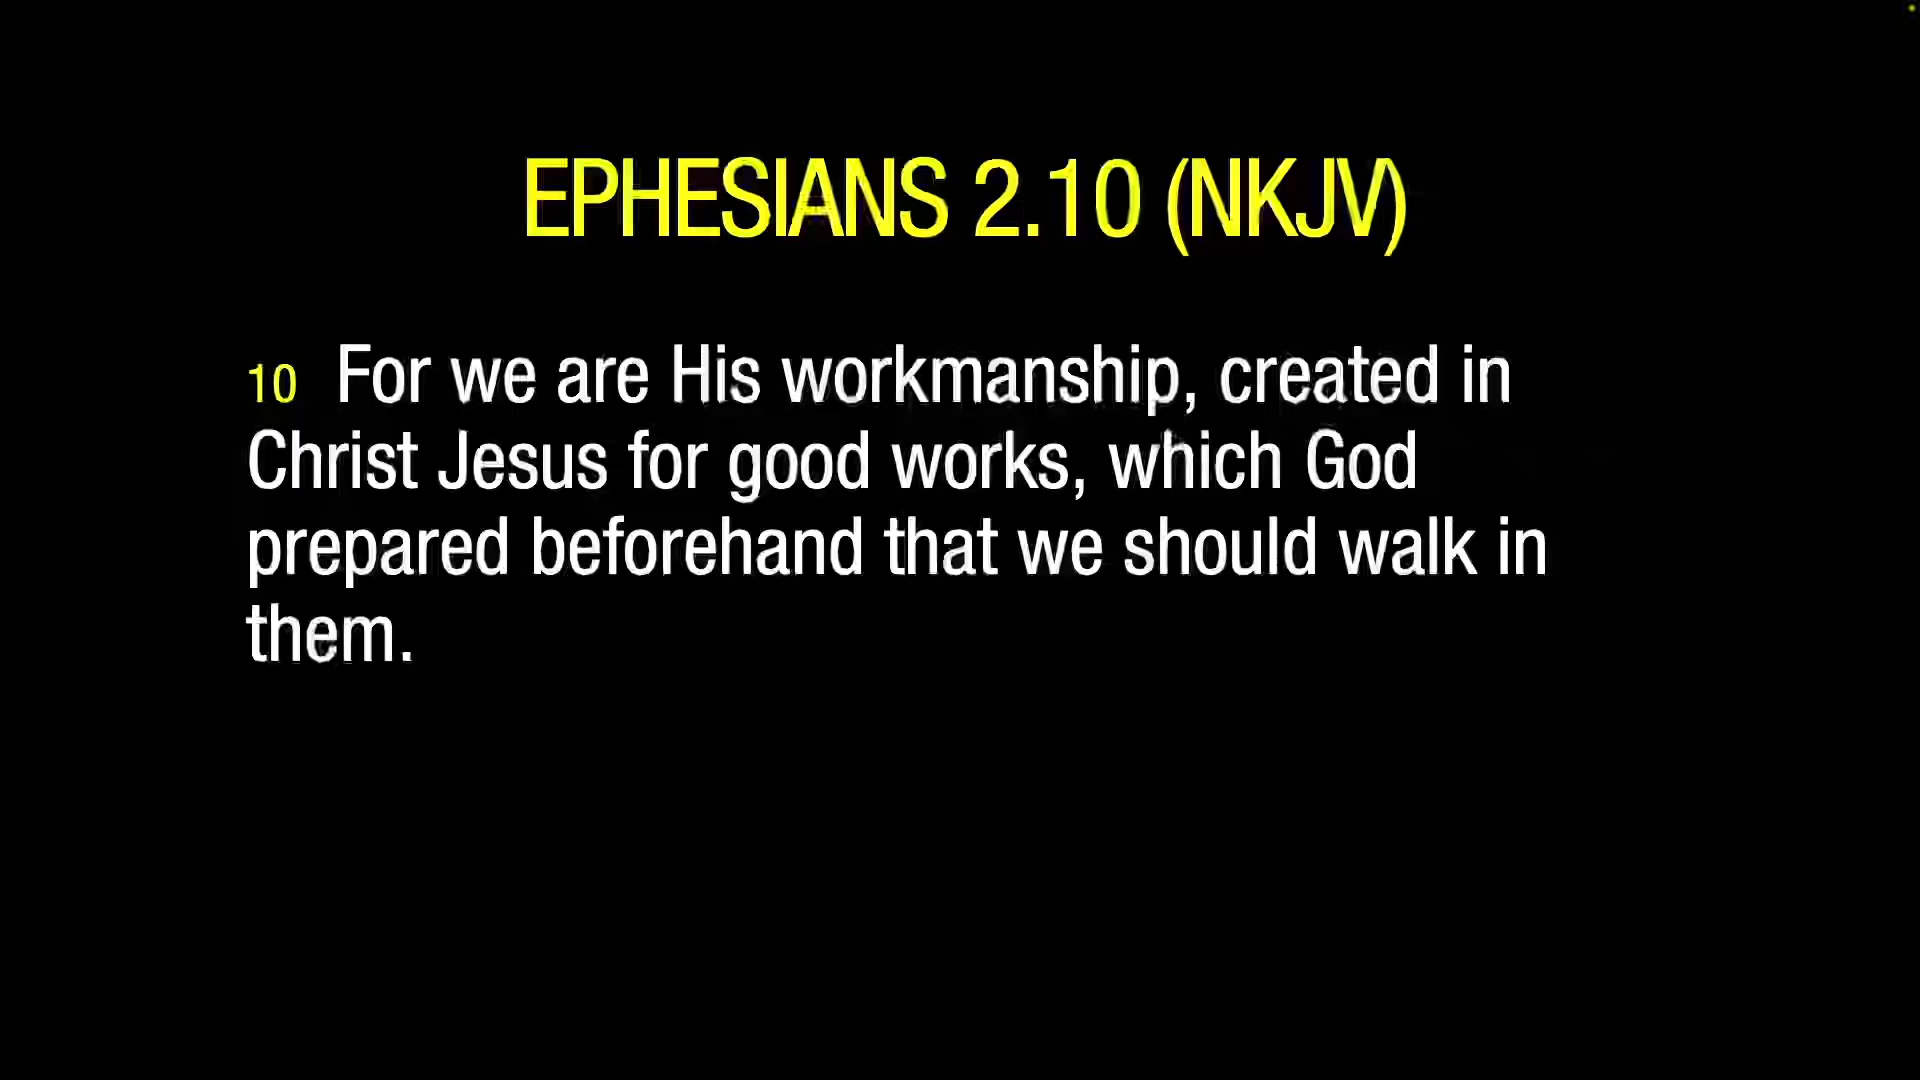 EPHESIANS 2.10 (NKJV)
10 For we are His workmanship, created in
Christ Jesus for good works, which God
prepared beforehand that we should walk in
them.